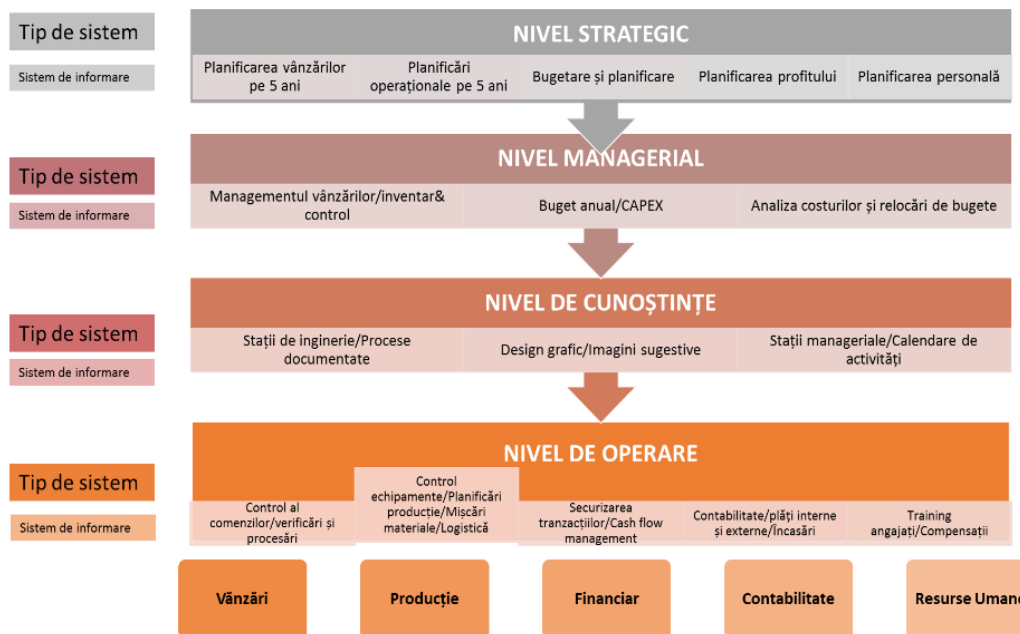 Tip de sistem
Sistem de informare
NIVEL STRATEGIC
Planificarea vânzărilor
pe 5 ani
Planificări
operaționale pe 5 ani
Bugetare și planificare
Planificarea profitului
Planificarea personală
Tip de sistem
Sistem de informare
NIVEL MANAGERIAL
Managementul vânzărilor/inventar&
control
Buget anual/CAPEX
Analiza costurilor și relocări de bugete
Tip de sistem
Sistem de informare
NIVEL DE CUNOȘTINȚE
Stații de inginerie/Procese
documentate
Design grafic/Imagini sugestive
Stații manageriale/Calendare de
activități
Tip de sistem
Sistem de informare
NIVEL DE OPERARE
Control al
comenzilor/verificări și
procesări
Control
echipamente/Planificări
producție/Mișcări
materiale/Logistică
Securizarea
tranzacțiilor/Cash flow
management
Contabilitate/plăți interne
și externe/Încasări
Training
angajați/Compensații
Vãnzări
Producție
Financiar
Contabilitate
Resurse Umane